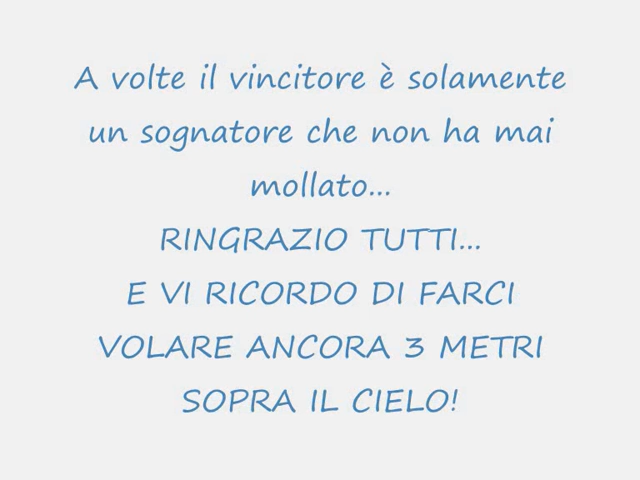 A volte il vincitore è solamente
un sognatore che non ha mai
mollato...
RINGRAZIO TUTTI...
E VI RICORDO DI FARCI
VOLARE ANCORA 3 METRI
SOPRA IL CIELO!